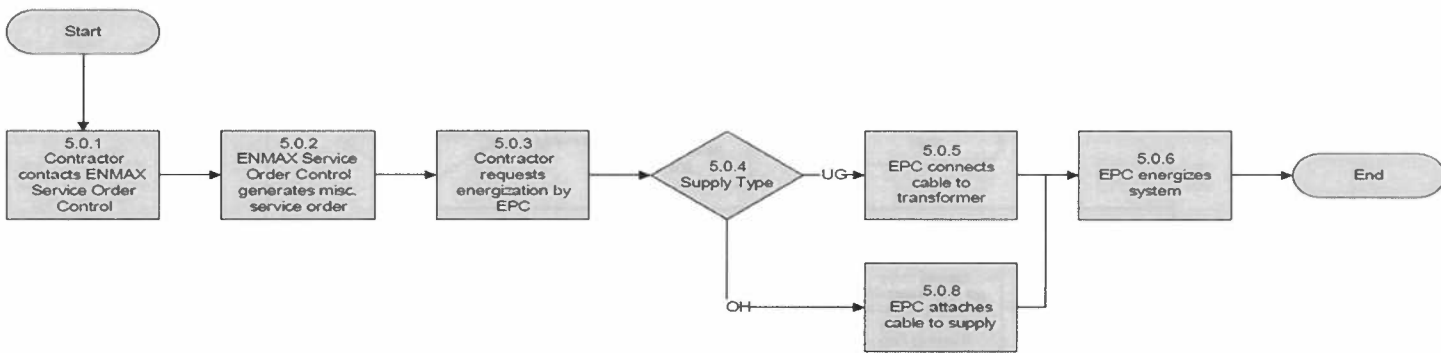 Start
5.0.1
Contractor
contacts ENMAX
Service Order
Control
5.0.2
ENMAX Service
Order Control
generates misc.
service order
5.0.3
Contractor
requests
energization by
EPC
5.0.4
Supply Type
UG
5.0.5
EPC connects
cable to
transformer
5.0.6
EPC energizes
system
End
OH
5.0.8
EPC attaches
cable to supply